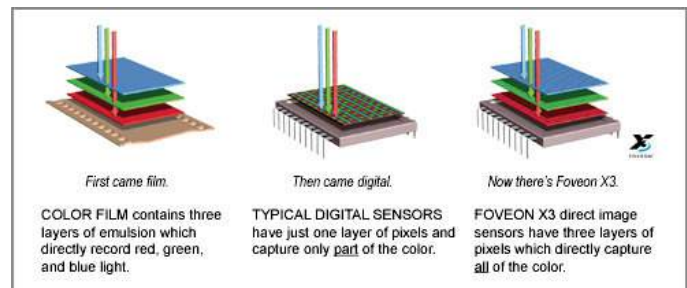 First came film.
Then came digital.
Now there's Foveon X3.
COLOR FILM contains three
layers of emulsion which
directly record red, green,
and blue light.
TYPICAL DIGITAL SENSORS
have just one layer of pixels and
capture only part of the color.
FOVEON X3 direct image
sensors have three layers of
pixels which directly capture
all of the color.